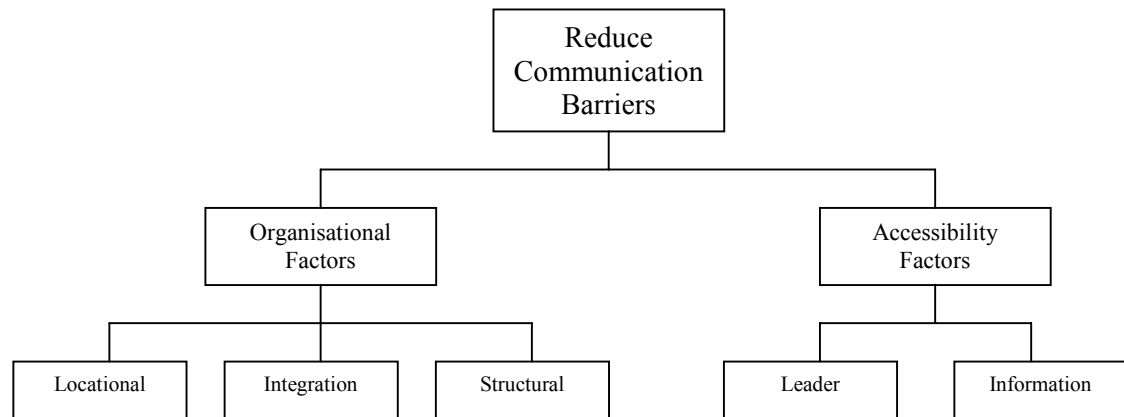 Reduce
Communication
Barriers
Organisational
Factors
Accessibility
Factors
Locational
Integration
Structural
Leader
Information